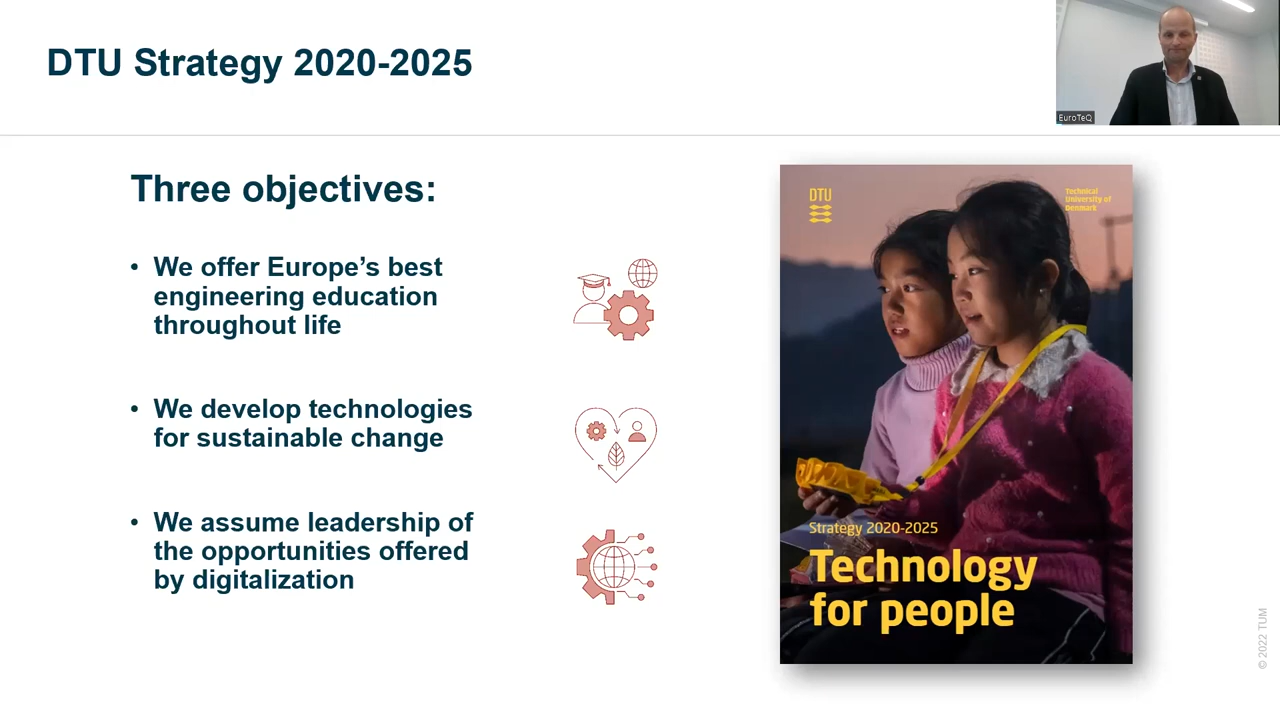 DTU Strategy 2020-2025
EuroTeQ
Three objectives:
• We offer Europe’s best
engineering education
throughout life
• We develop technologies
for sustainable change
• We assume leadership of
the opportunities offered
by digitalization
DTU
Technical
University of
Denmark
Strategy 2020-2025
Technology
for people
© 2022 TUM